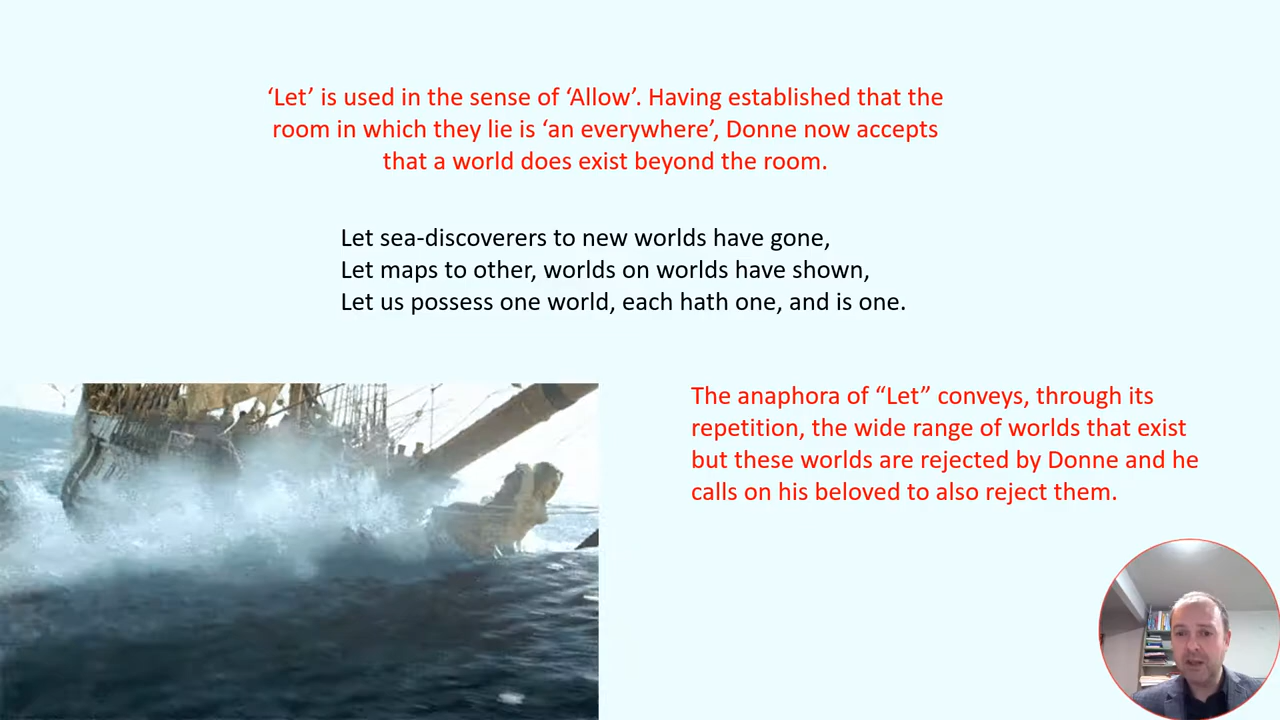 ‘Let’ is used in the sense of ‘Allow’. Having established that the
room in which they lie is ‘an everywhere’, Donne now accepts
that a world does exist beyond the room.
Let sea-discoverers to new worlds have gone,
Let maps to other, worlds on worlds have shown,
Let us possess one world, each hath one, and is one.
The anaphora of “Let” conveys, through its
repetition, the wide range of worlds that exist
but these worlds are rejected by Donne and he
calls on his beloved to also reject them.